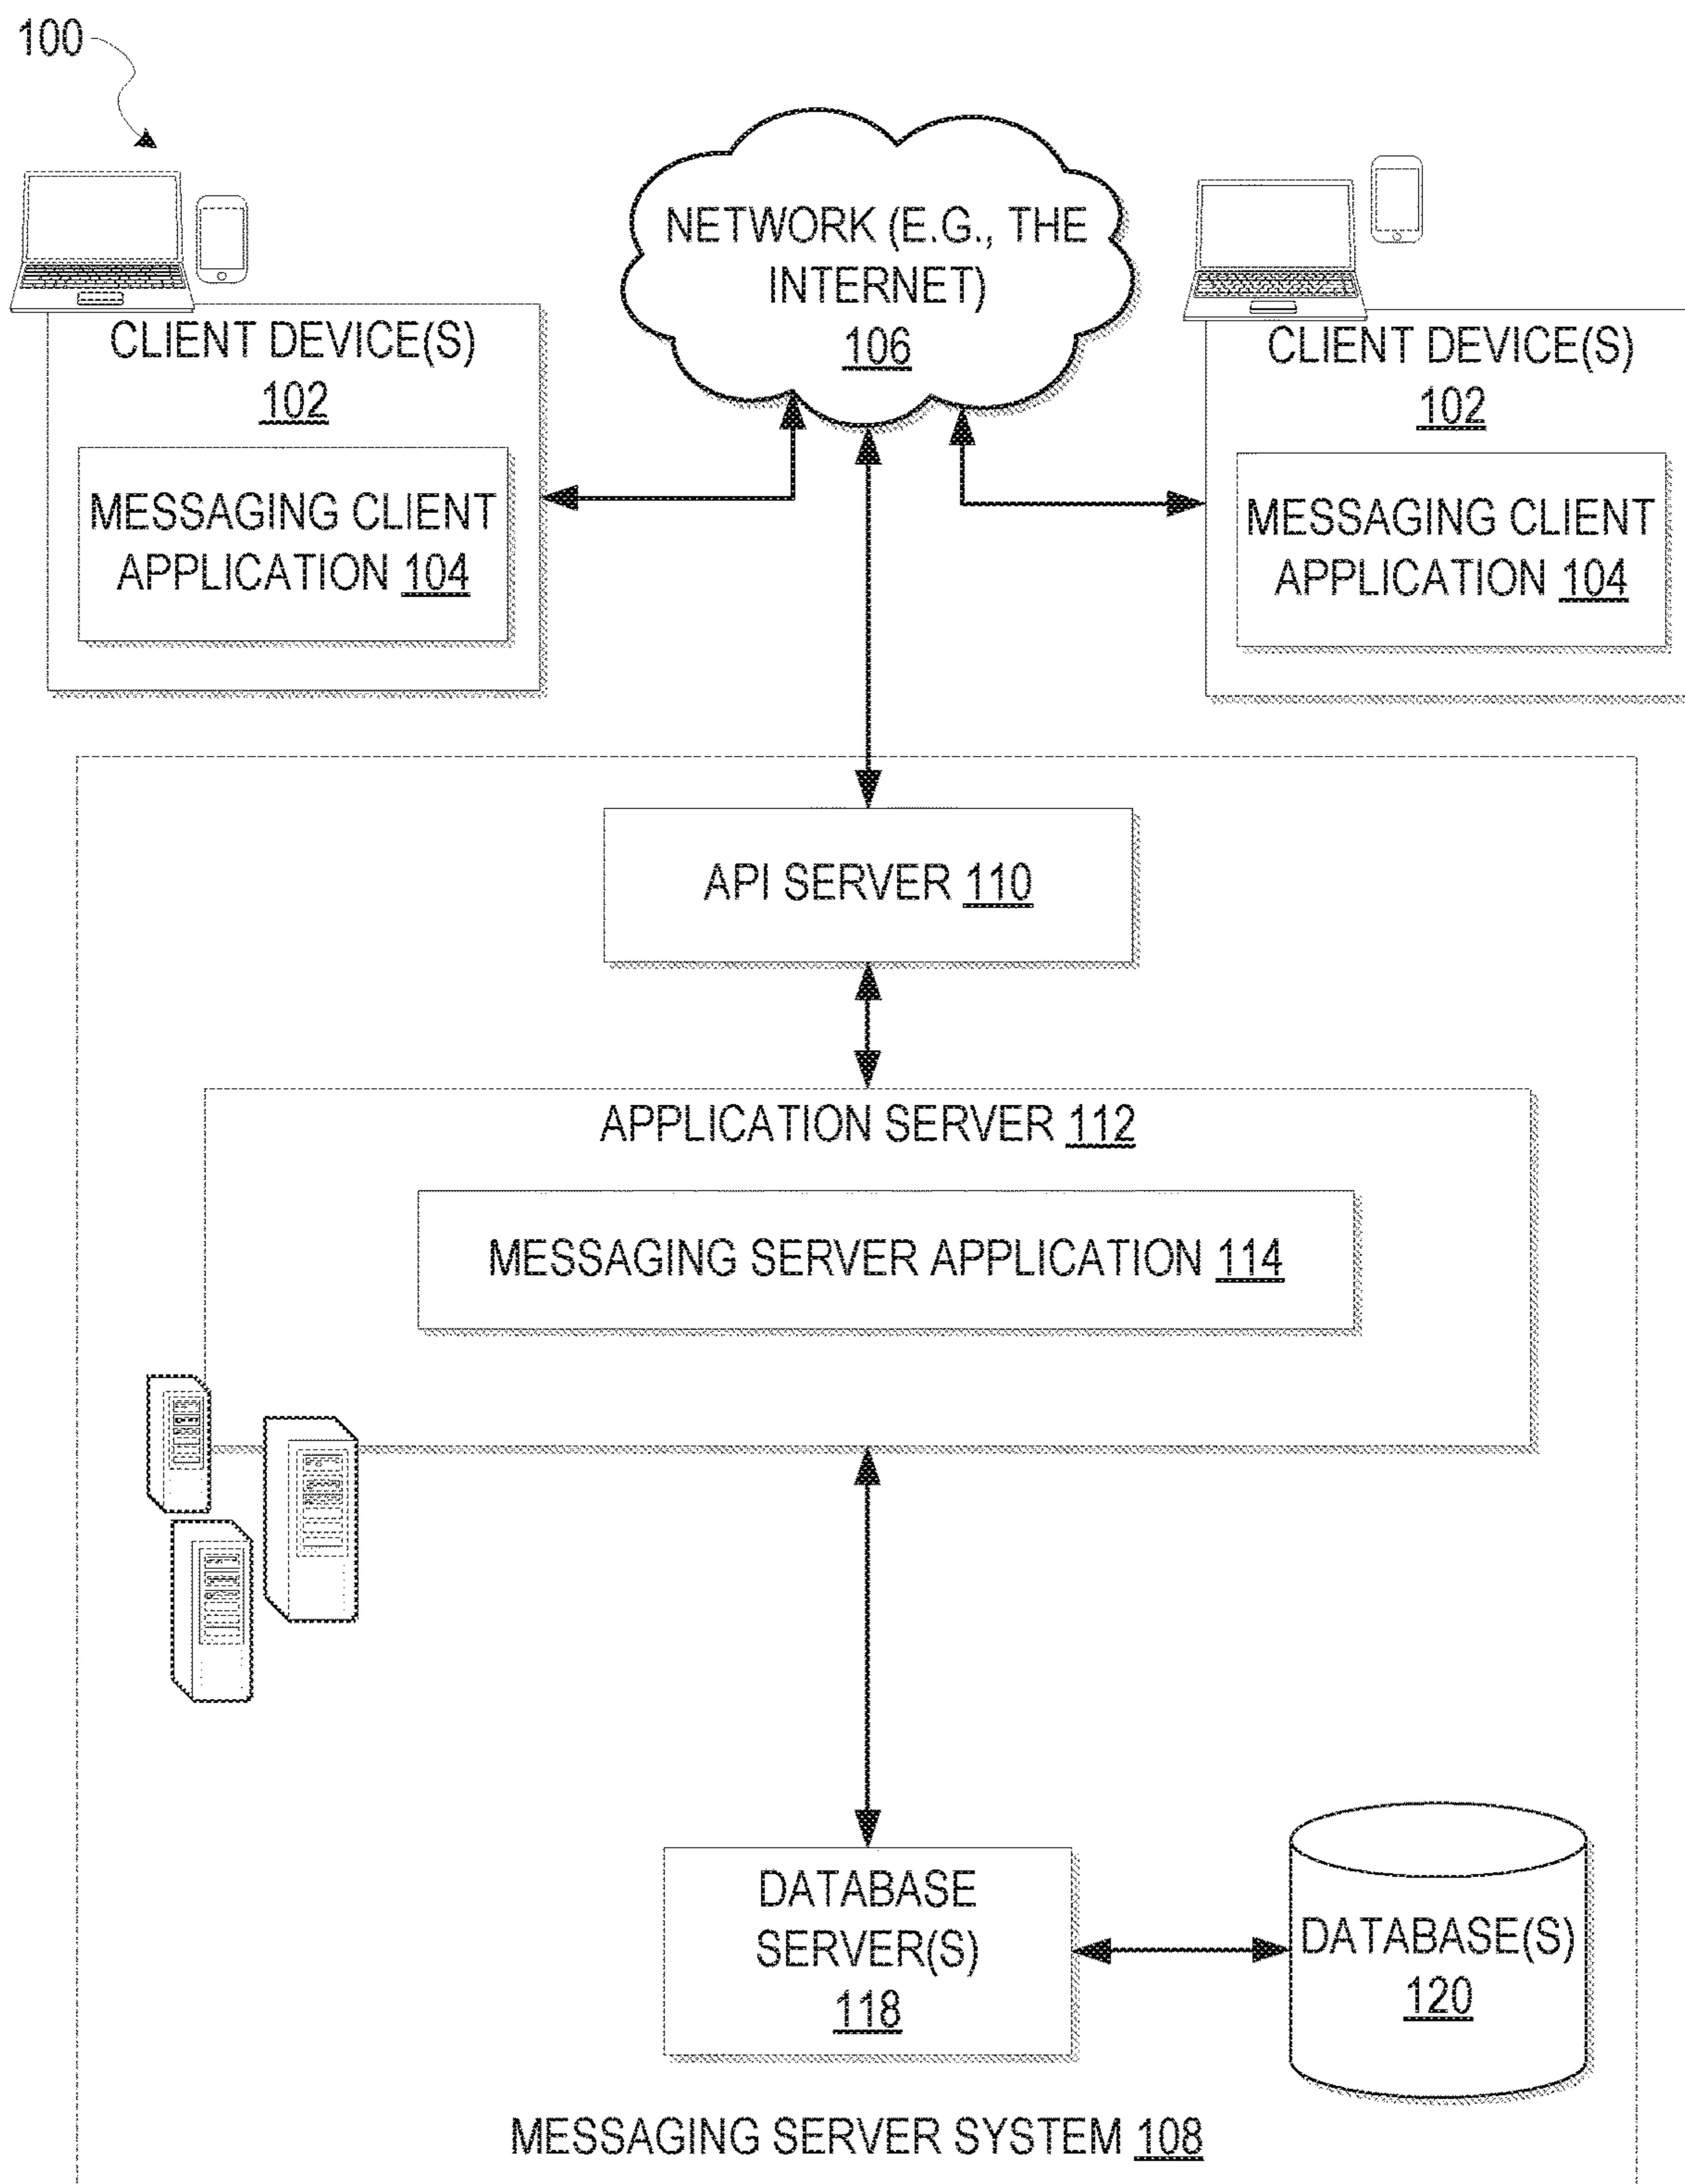 100
NETWORK (E.G., THE
INTERNET)
106
CLIENT DEVICE(S)
102
MESSAGING CLIENT
APPLICATION 104
CLIENT DEVICE(S)
102
MESSAGING CLIENT
APPLICATION 104
API SERVER 110
APPLICATION SERVER 112
MESSAGING SERVER APPLICATION 114
DATABASE
SERVER(S)
118
DATABASE(S)
120
MESSAGING SERVER SYSTEM 108